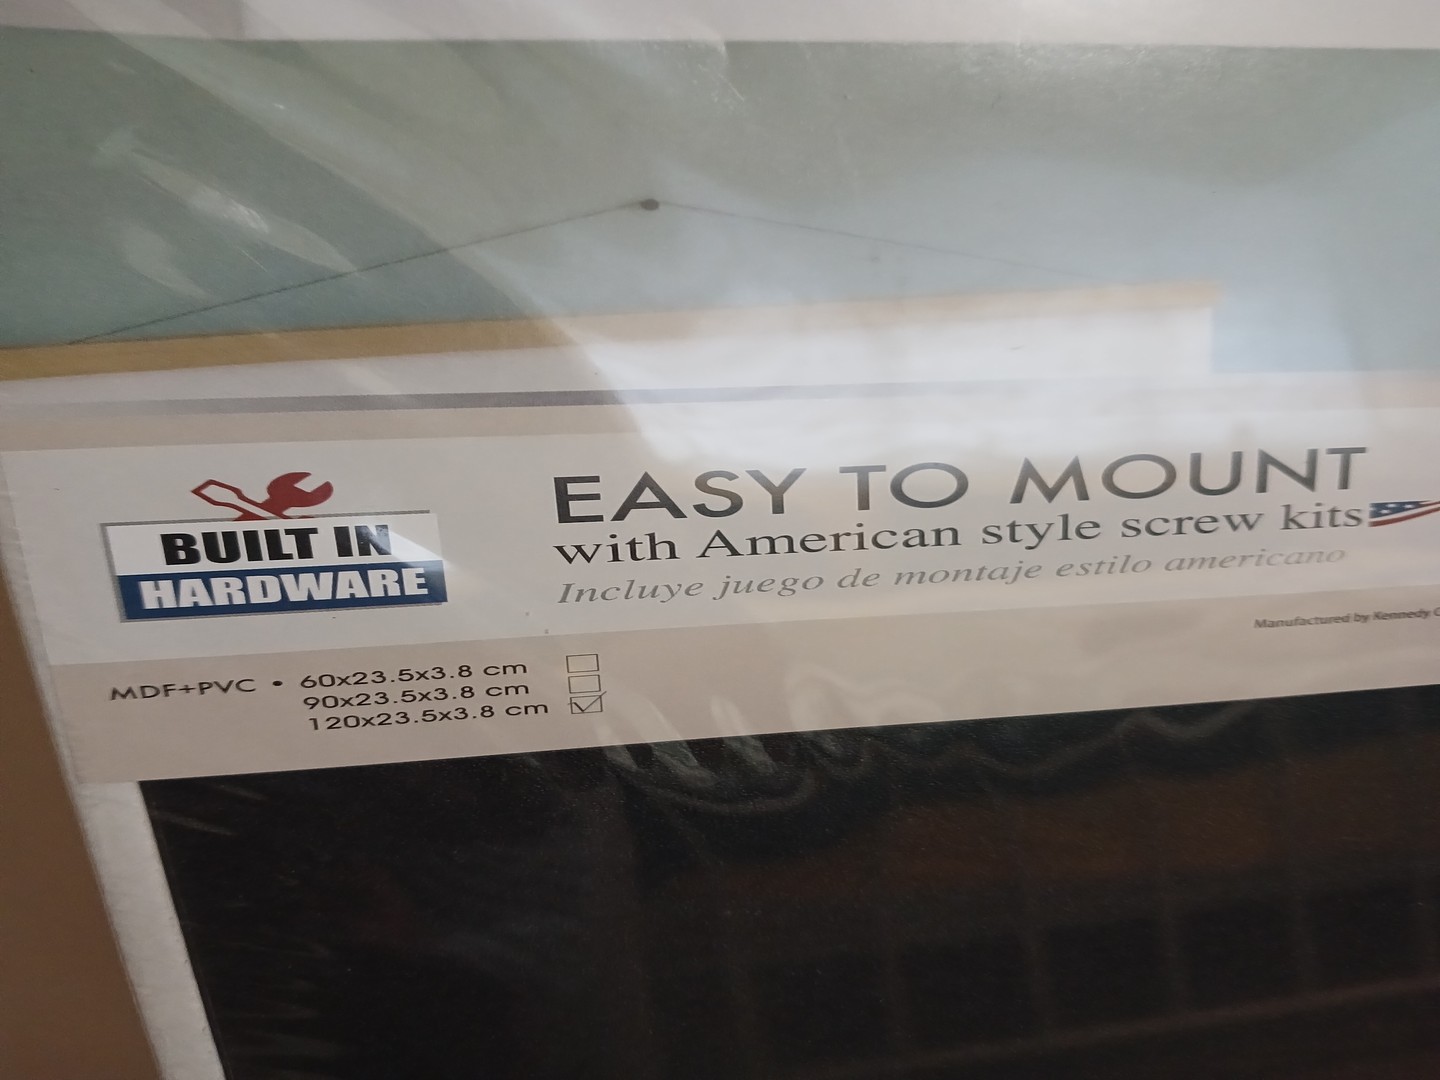 BUILT IN
HARDWARE
EASY TO MOUNT
with American style screw kits
Incluye juego de montaje estilo americano
Manufactured by Kennedy
MDF+PVC • 60x23.5x3.8 cm
90x23.5x3.8 cm
120x23.5x3.8 cm